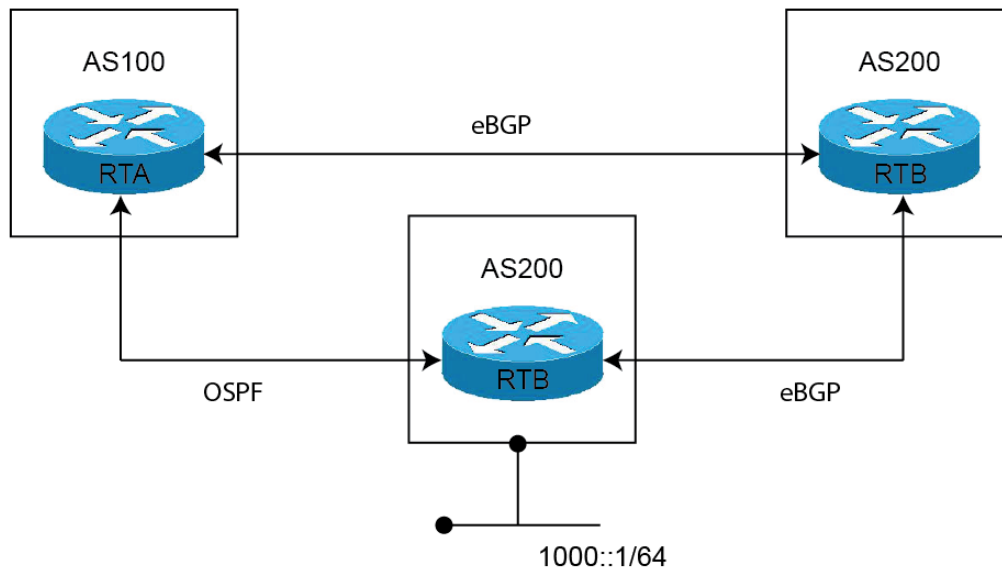 AS100
AS200
eBGP
RTA
RTB
AS200
RTB
OSPF
eBGP
1000::1/64